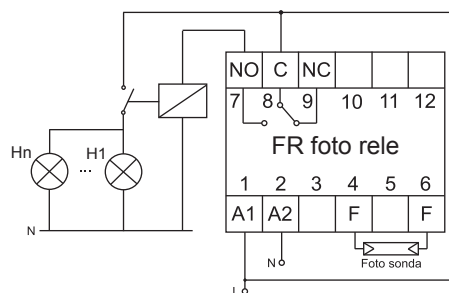 NO C NC
7 8 9 10 11 12
FR foto rele
Hn ... H1
1 2 3 4 5 6
A1 A2 F F
N
N
Foto sonda
L